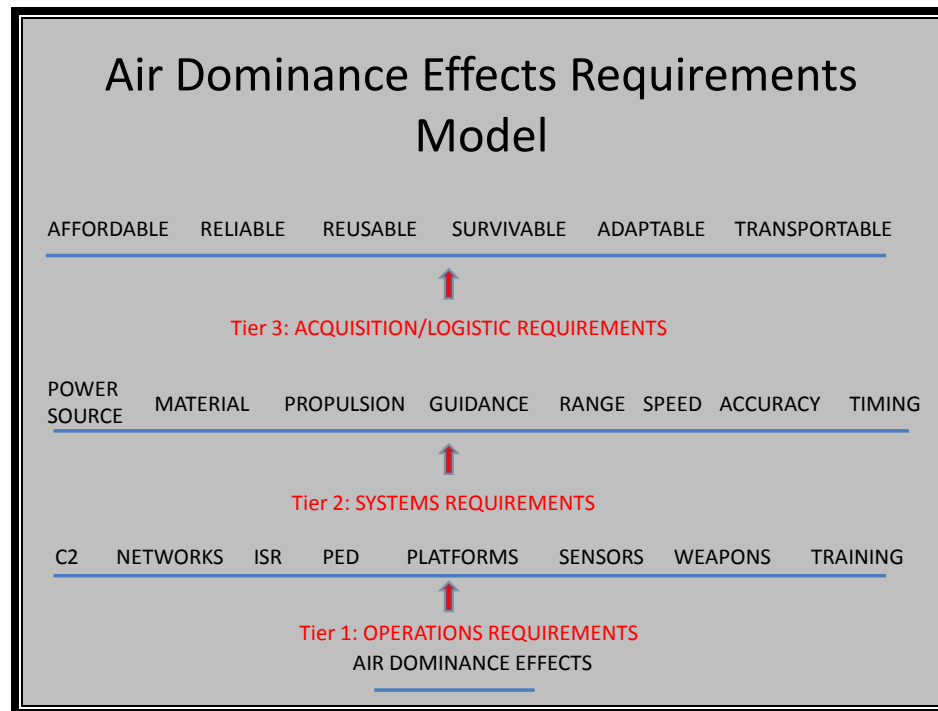 Air Dominance Effects Requirements
Model
AFFORDABLE RELIABLE REUSABLE SURVIVABLE ADAPTABLE TRANSPORTABLE
Tier 3: ACQUISITION/LOGISTIC REQUIREMENTS
POWER
SOURCE MATERIAL PROPULSION GUIDANCE RANGE SPEED ACCURACY TIMING
Tier 2: SYSTEMS REQUIREMENTS
C2 NETWORKS ISR PED PLATFORMS SENSORS WEAPONS TRAINING
Tier 1: OPERATIONS REQUIREMENTS
AIR DOMINANCE EFFECTS